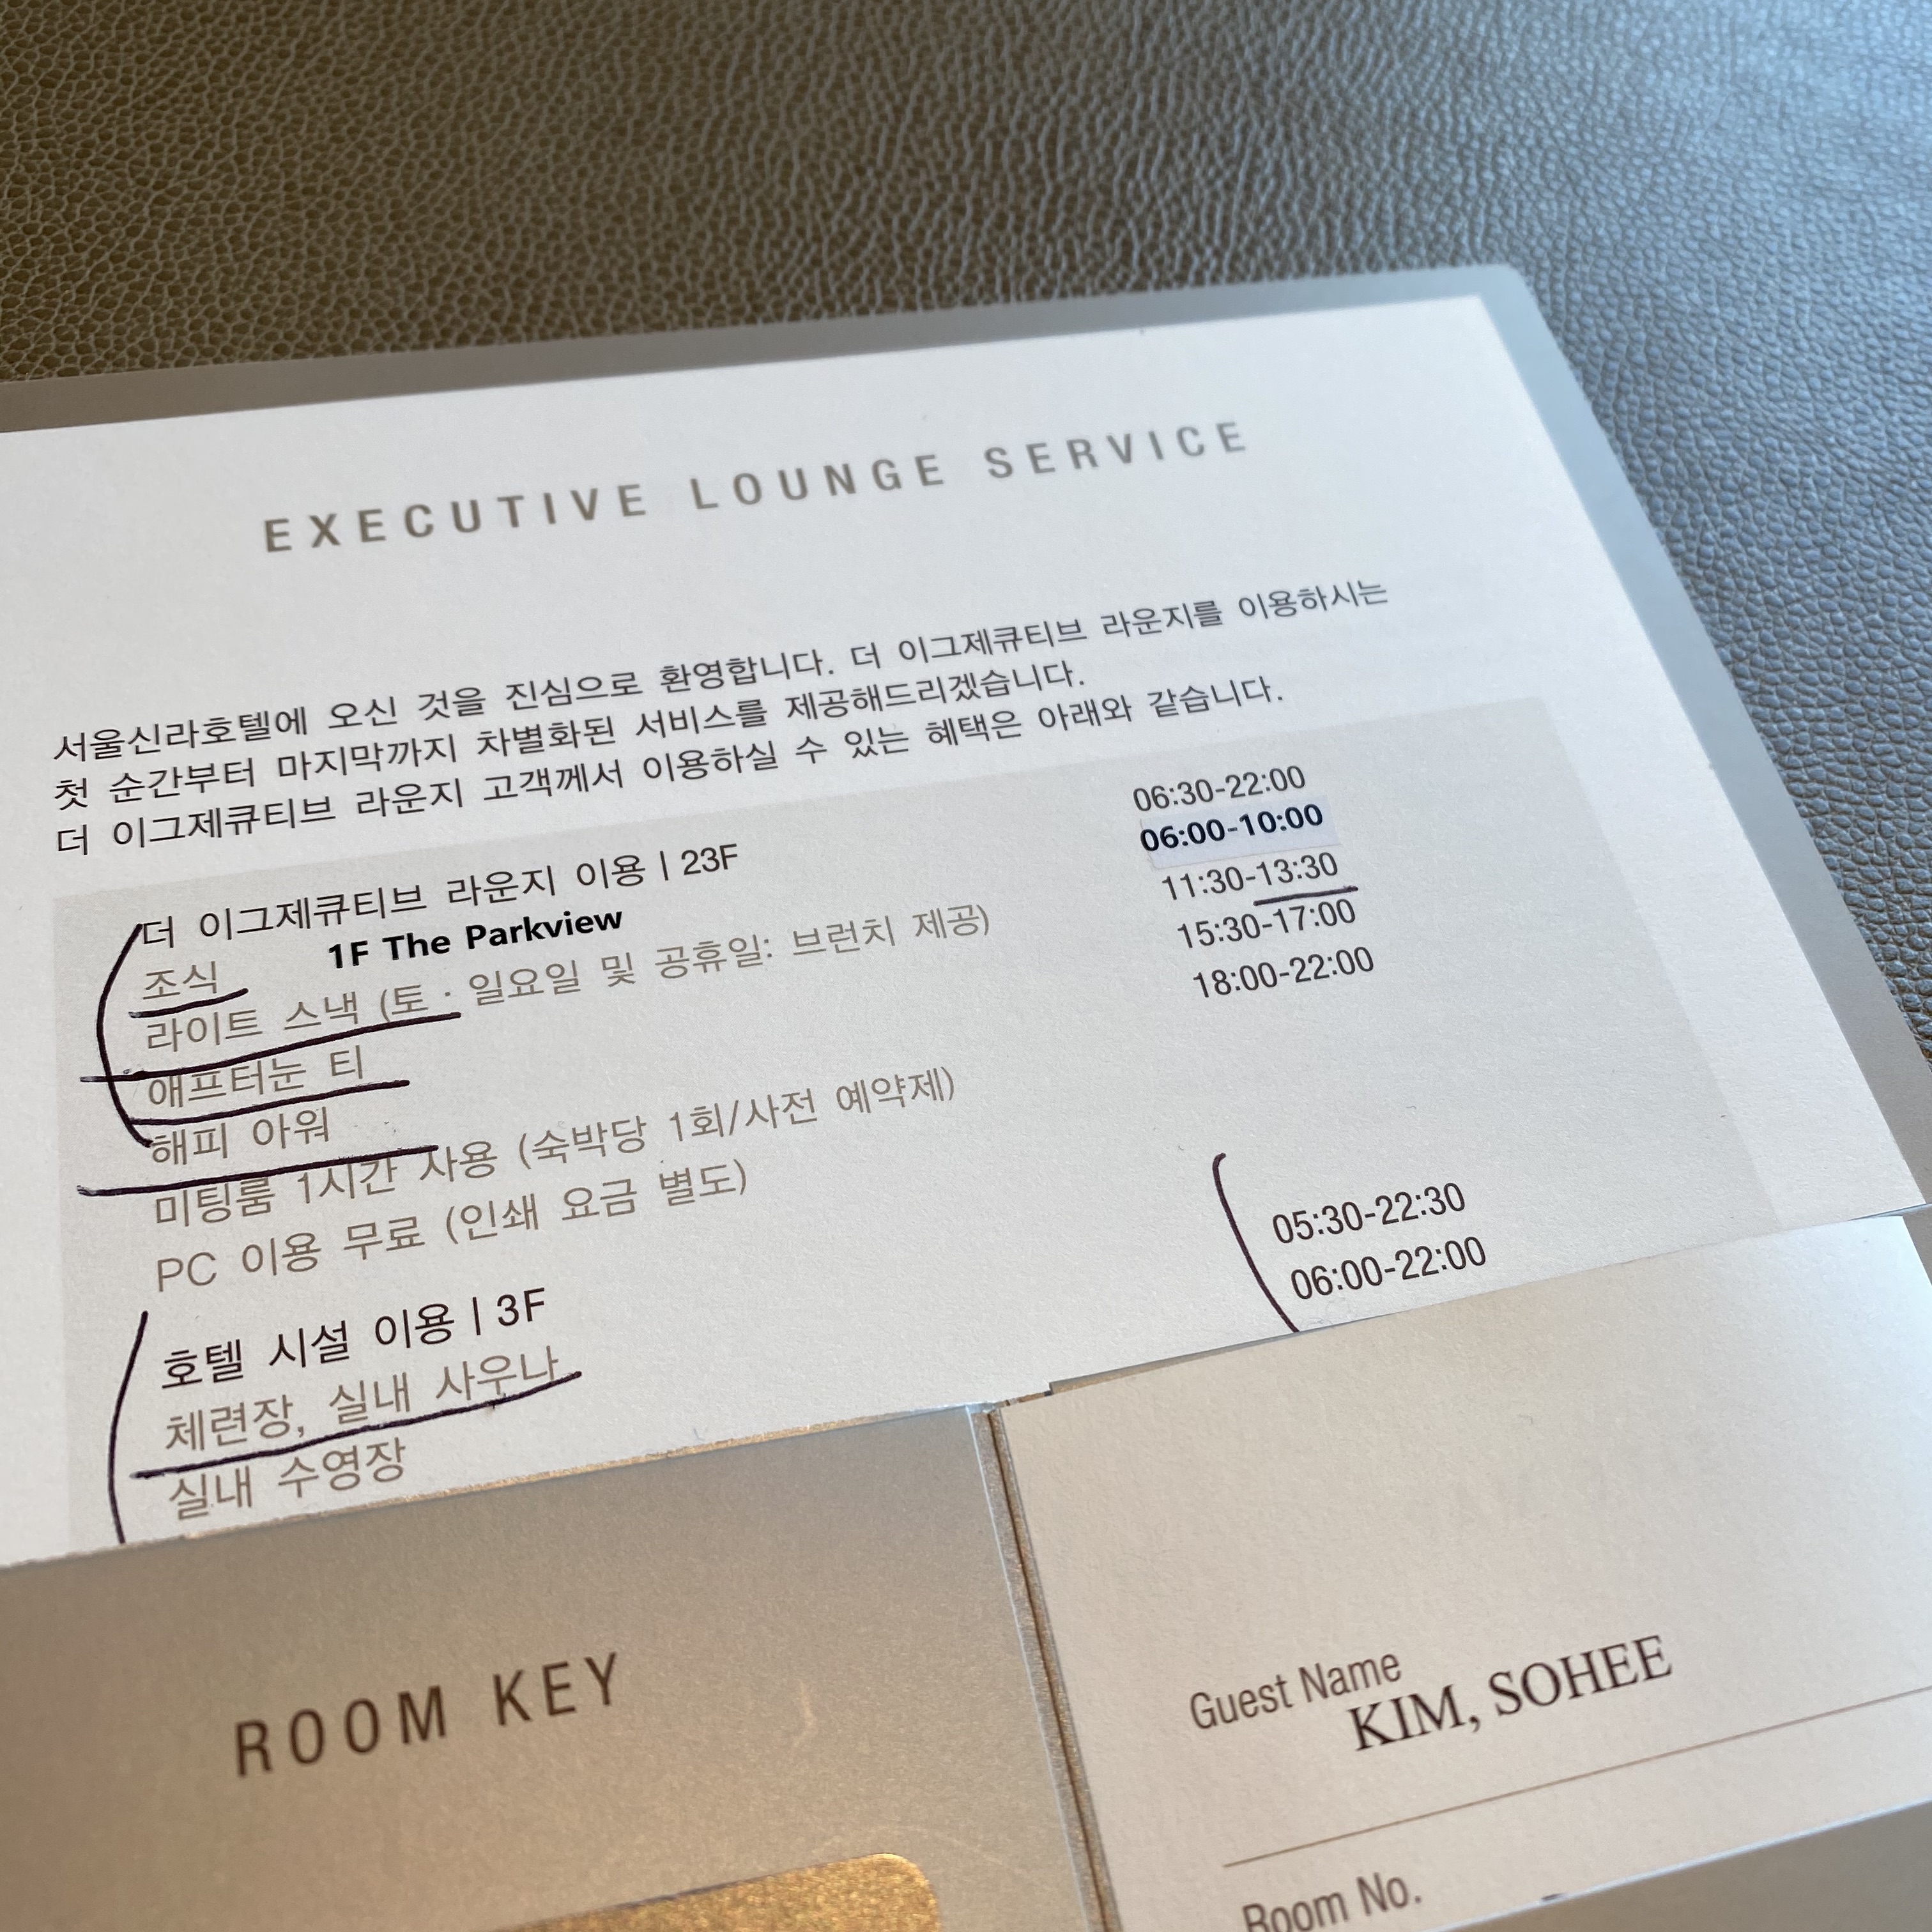 EXECUTIVE LOUNGE SERVICE
서울신라호텔에 오신 것을 진심으로 환영합니다. 더 이그제큐티브 라운지를 이용하시는
첫 순간부터 마지막까지 차별화된 서비스를 제공해드리겠습니다.
더 이그제큐티브 라운지 고객께서 이용하실 수 있는 혜택은 아래와 같습니다.
더 이그제큐티브 라운지 이용 | 23F 06:30-22:00
조식 1F The Parkview 06:00-10:00
라이트 스낵 (토 · 일요일 및 공휴일: 브런치 제공) 11:30-13:30
애프터눈 티 15:30-17:00
해피 아워 18:00-22:00
미팅룸 1시간 사용 (숙박당 1회/사전 예약제)
PC 이용 무료 (인쇄 요금 별도)
호텔 시설 이용 | 3F
체련장, 실내 사우나 05:30-22:30
실내 수영장 06:00-22:00
ROOM KEY
Guest Name
KIM, SOHEE
Room No.